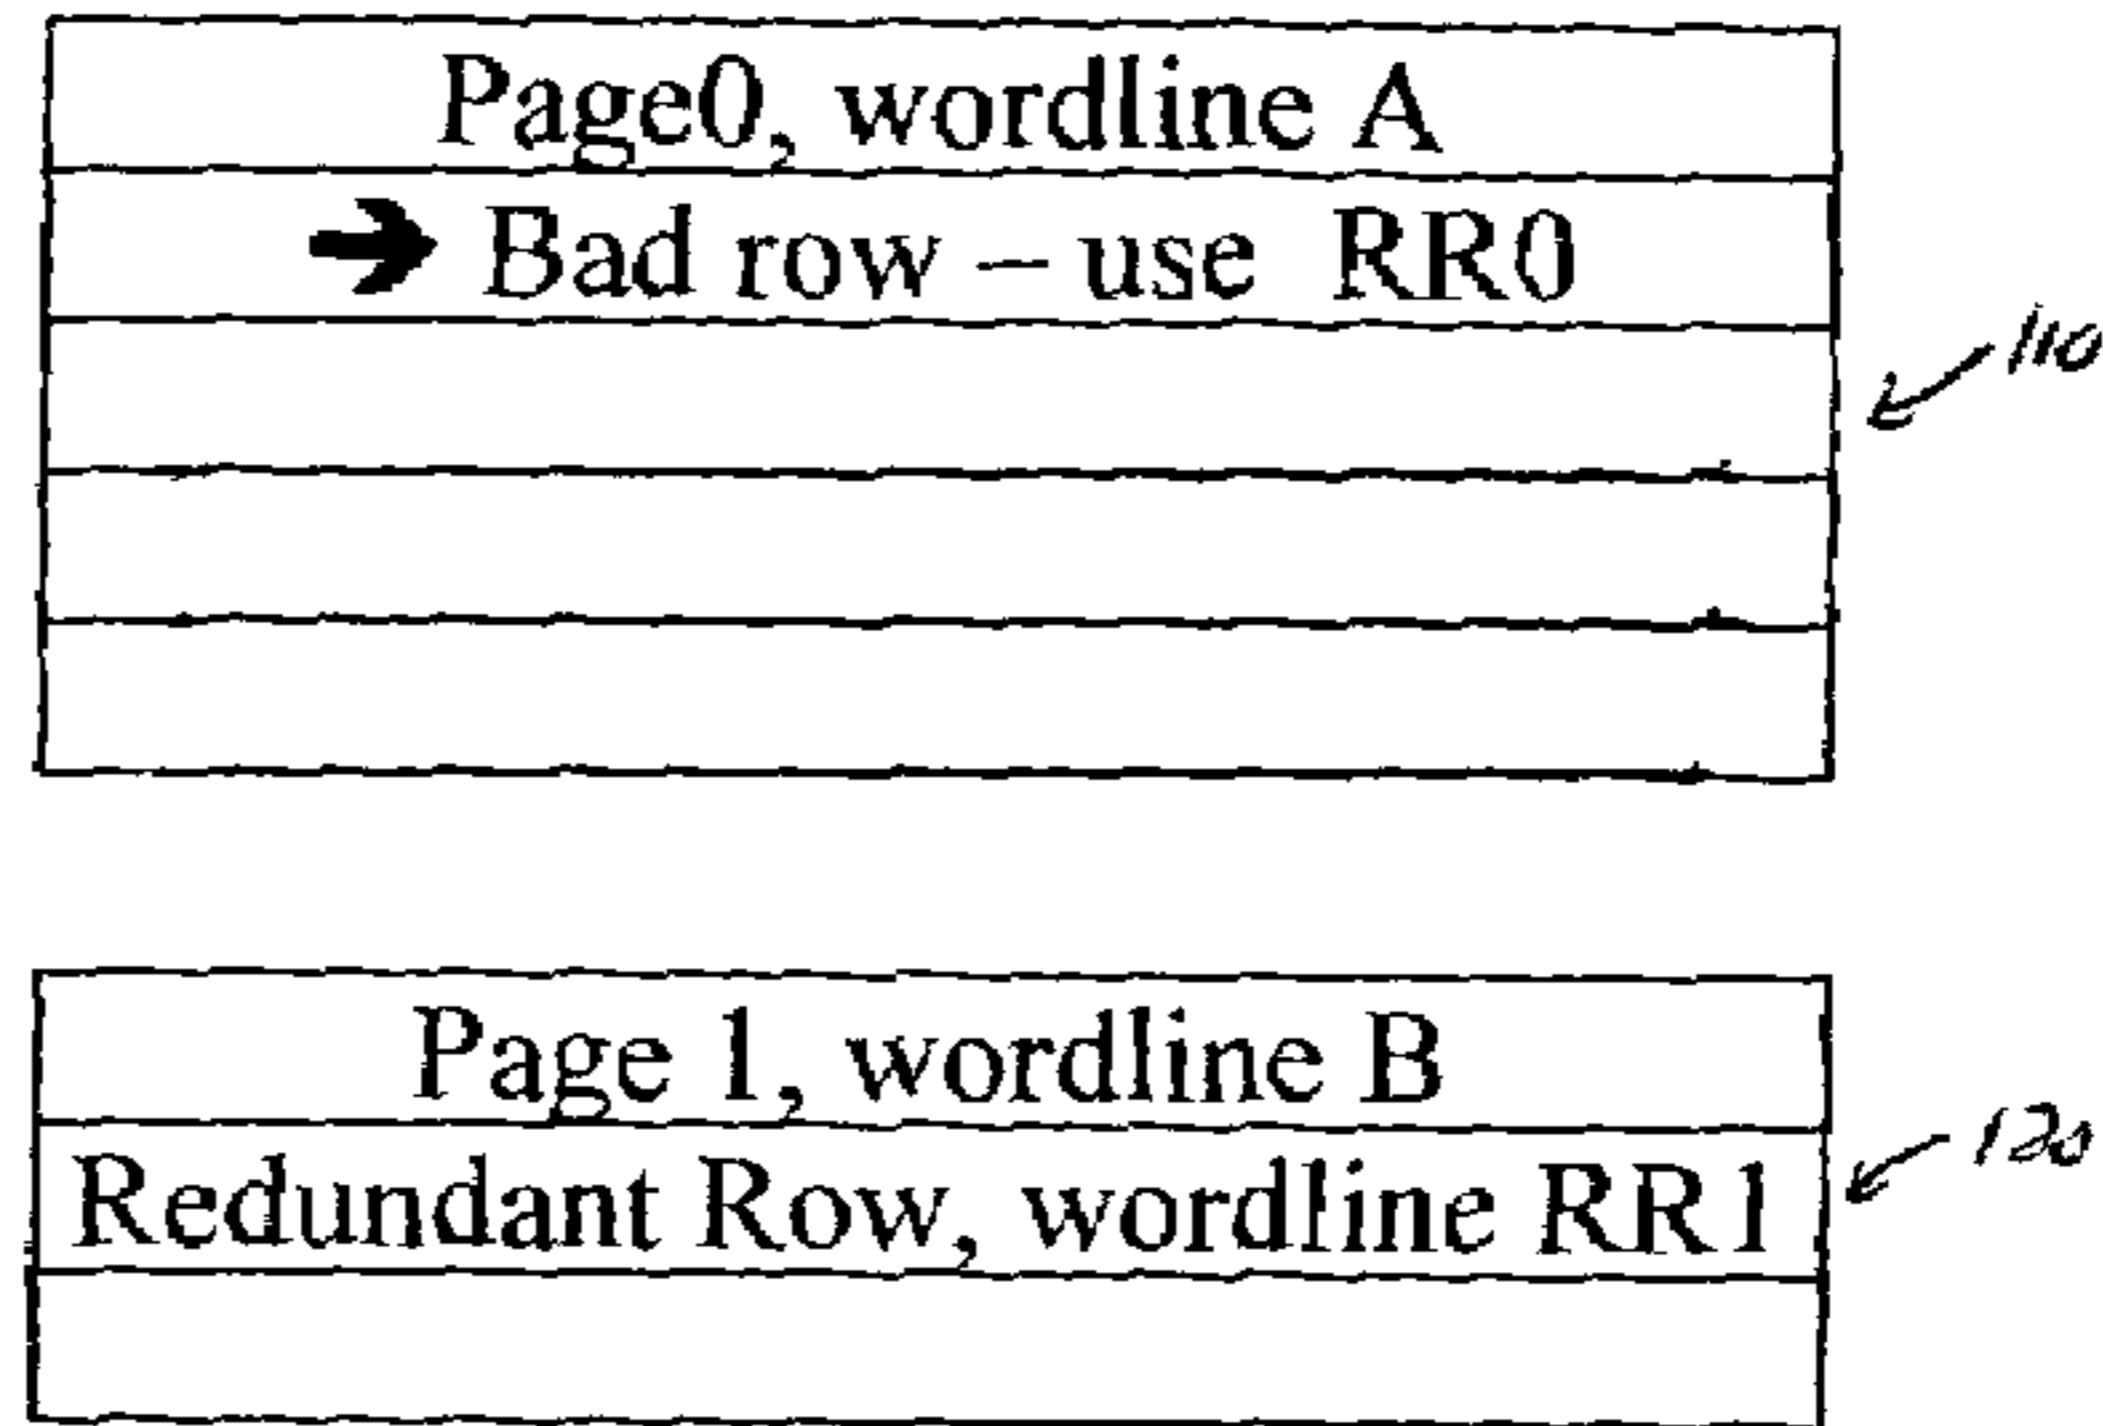 Page0, wordline A
➔ Bad row – use RR0
110
Page 1, wordline B
Redundant Row, wordline RR1
120